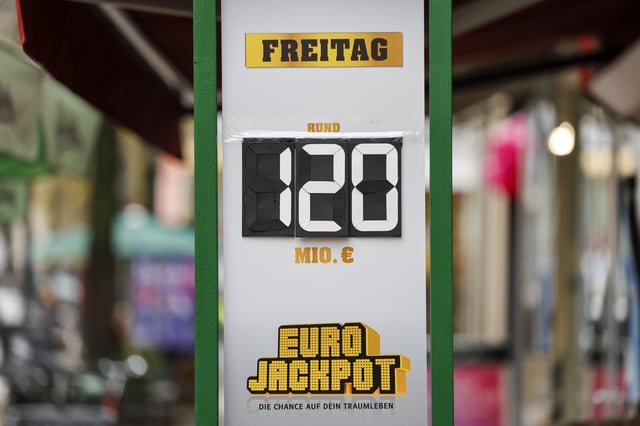 FREITAG
RUND
120
MIO. €
EURO
JACKPOT
DIE CHANCE AUF DEIN TRAUMLEBEN